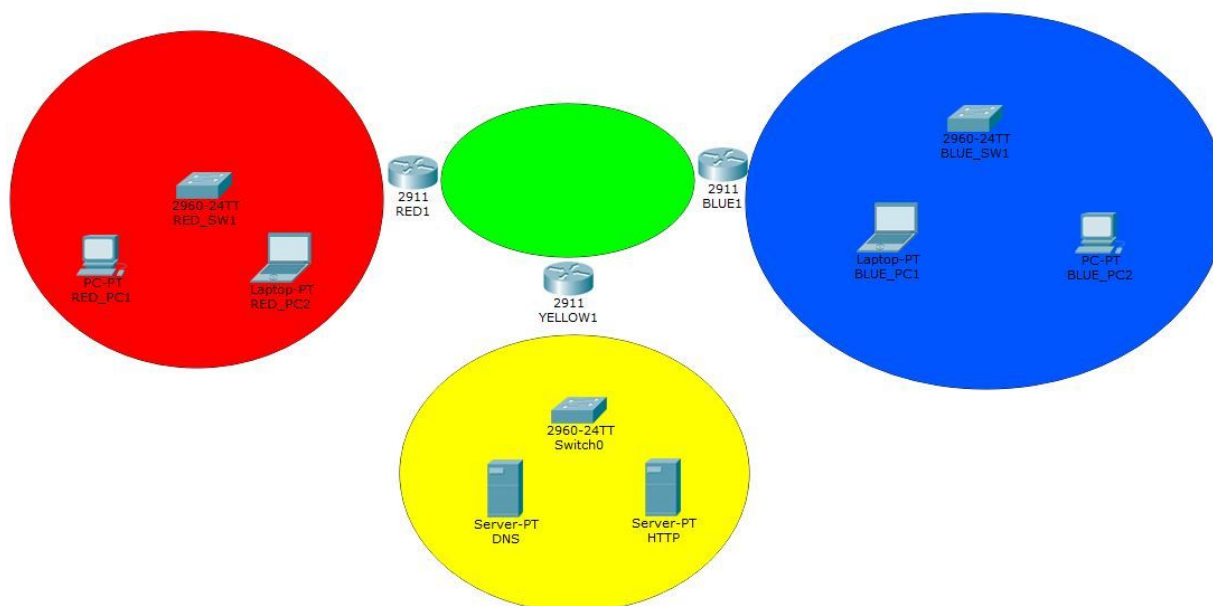 2960-24TT
RED_SW1
PC-PT
RED_PC1
Laptop-PT
RED_PC2
2911
RED1
2911
BLUE1
2911
YELLOW1
2960-24TT
BLUE_SW1
Laptop-PT
BLUE_PC1
PC-PT
BLUE_PC2
2960-24TT
Switch0
Server-PT
DNS
Server-PT
HTTP